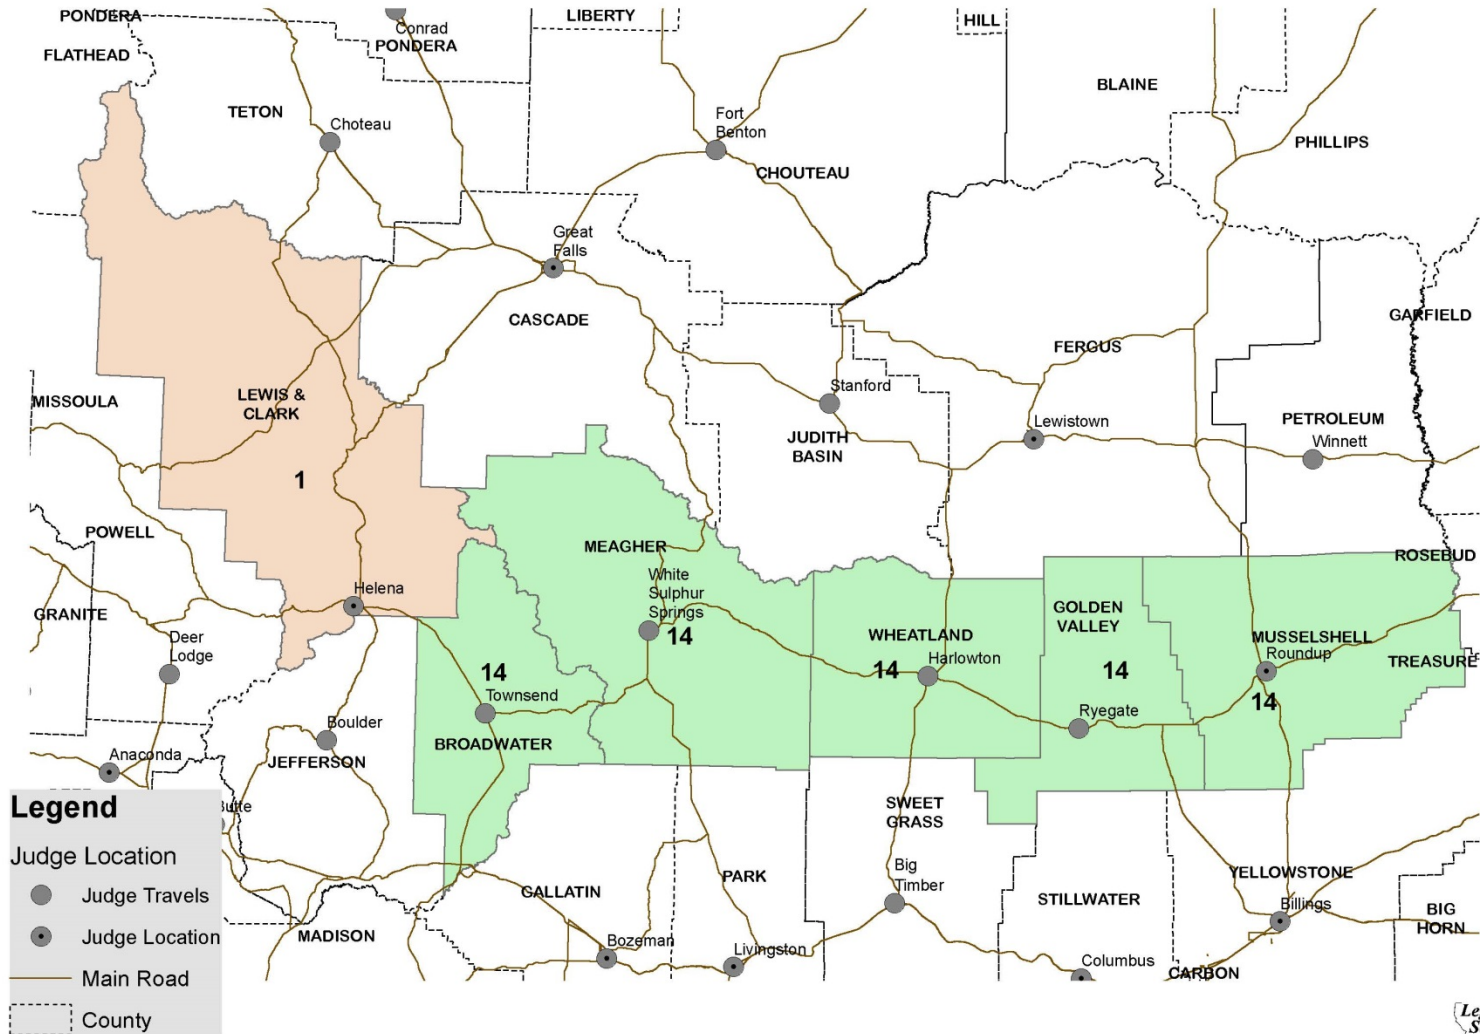 PONDERA
LIBERTY
HILL
Conrad
PONDERA
FLATHEAD
BLAINE
TETON
Choteau
Fort
Benton
CHOUTEAU
PHILLIPS
Great
Falls
CASCADE
GARFIELD
FERGUS
MISSOULA
LEWIS &
CLARK
Stanford
JUDITH
BASIN
Lewistown
PETROLEUM
Winnett
1
POWELL
MEAGHER
ROSEBUD
White
Sulphur
Springs
14
Helena
GRANITE
Deer
Lodge
GOLDEN
VALLEY
14
WHEATLAND
14
Harlowton
MUSSELSHELL
Roundup
14
TREASURE
14
Townsend
BROADWATER
Ryegate
Boulder
JEFFERSON
Anaconda
Butte
SWEET
GRASS
Big
Timber
GALLATIN
PARK
STILLWATER
YELLOWSTONE
Billings
BIG
HORN
MADISON
Bozeman
Livingston
Columbus
CARBON
Legend
Judge Location
Judge Travels
Judge Location
Main Road
County
Le
S